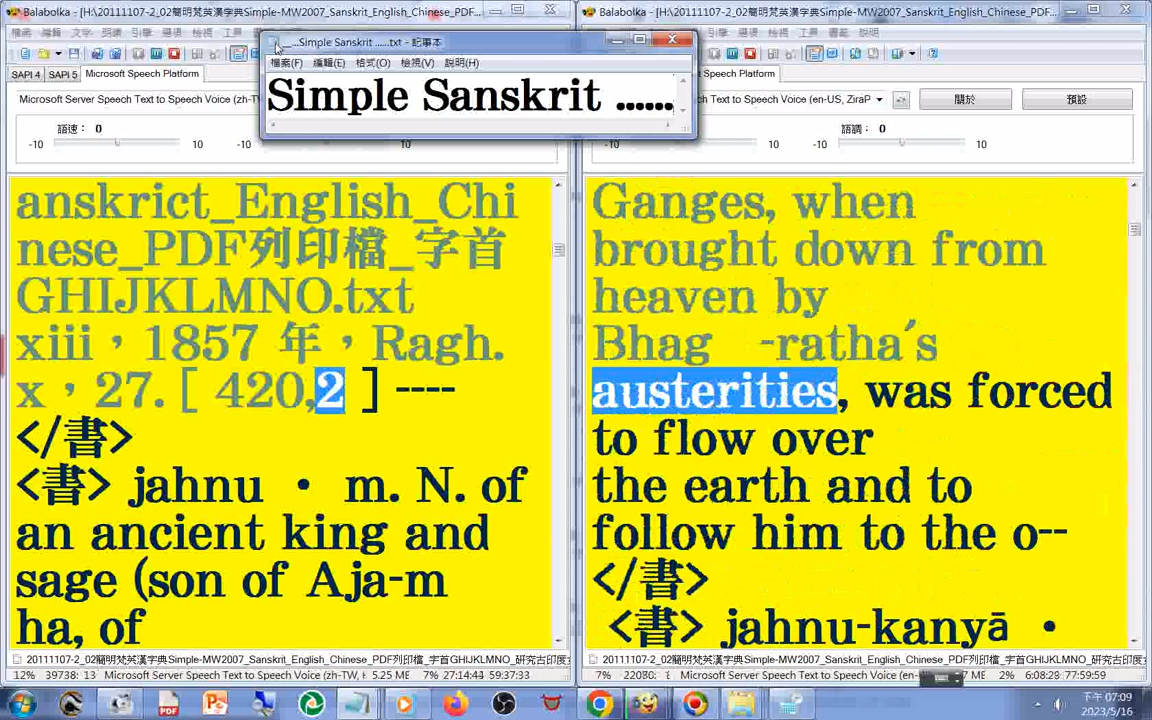 Balabolka - [H:\20111107-2_02簡明梵英漢字典Simple-MW2007_Sanskrit_English_Chinese_PDF...
Balabolka - [H:\20111107-2_02簡明梵英漢字典Simple-MW2007_Sanskrit_English_Chinese_PDF...
檔案 編輯 文字
...Simple Sanskrit ......txt - 記事本
檔案(F) 編輯(E) 格式(O) 檢視(V) 說明(H)
Simple Sanskrit ......
SAPI 4 SAPI 5 Microsoft Speech Platform
Speech Platform
Microsoft Server Speech Text to Speech Voice (zh-TW
Microsoft Server Speech Text to Speech Voice (en-US, ZiraP
關於
預設
語速： 0
-10 10 -10 10
語調： 0
-10 10 -10 10
anskrict_English_Chi
nese_PDF列印檔_字首
GHIJKLMNO.txt
xiii，1857 年，Ragh.
x，27. [ 420,2 ] ----
</書>
<書> jahnu • m. N. of
an ancient king and
sage (son of Aja-m
ha, of
Ganges, when
brought down from
heaven by
Bhag -ratha's
austerities, was forced
to flow over
the earth and to
follow him to the o--
</書>
<書> jahnu-kanyā •
20111107-2_02簡明梵英漢字典Simple-MW2007_Sanskrit_English_Chinese_PDF列印檔_字首GHIJKLMNO_研究古印度
20111107-2_02簡明梵英漢字典Simple-MW2007_Sanskrit_English_Chinese_PDF列印檔_字首GHIJKLMNO_研究古印度
12% 39738: 13 Microsoft Server Speech Text to Speech Voice (zh-TW, 5.25 ME 7% 27:14:44 59:37:33
7% 22080: Microsoft Server Speech Text to Speech 2% 6:08:28 77:59:59
下午 07:09
2023/5/16